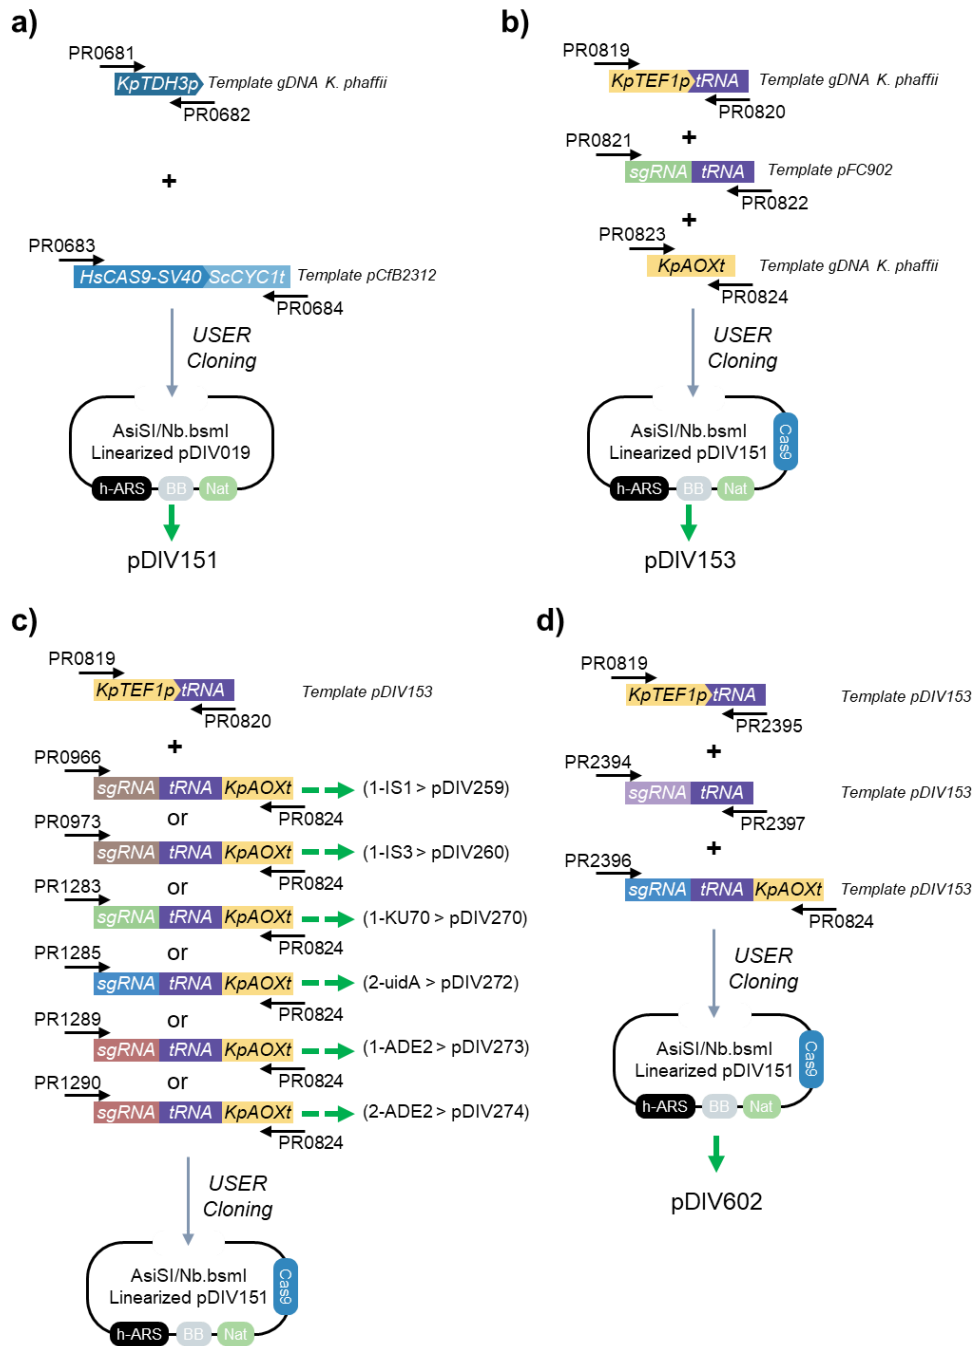 a)
PR0681
KpTDH3p
Template gDNA K. phaffii
PR0682
+
PR0683
HsCAS9-SV40
ScCYC1t
Template pCfB2312
PR0684
USER
Cloning
AsiSI/Nb.bsmI
Linearized pDIV019
h-ARS
BB
Nat
pDIV151
b)
PR0819
KpTEF1p
tRNA
Template gDNA K. phaffii
PR0820
+
PR0821
sgRNA
tRNA
Template pFC902
PR0822
+
PR0823
KpAOXt
Template gDNA K. phaffii
PR0824
USER
Cloning
AsiSI/Nb.bsmI
Linearized pDIV151
Cas9
h-ARS
BB
Nat
pDIV153
c)
PR0819
KpTEF1p
tRNA
Template pDIV153
PR0820
+
PR0966
sgRNA
tRNA
KpAOXt
(1-IS1 > pDIV259)
PR0824
or
PR0973
sgRNA
tRNA
KpAOXt
(1-IS3 > pDIV260)
PR0824
or
PR1283
sgRNA
tRNA
KpAOXt
(1-KU70 > pDIV270)
PR0824
or
PR1285
sgRNA
tRNA
KpAOXt
(2-uidA > pDIV272)
PR0824
or
PR1289
sgRNA
tRNA
KpAOXt
(1-ADE2 > pDIV273)
PR0824
or
PR1290
sgRNA
tRNA
KpAOXt
(2-ADE2 > pDIV274)
PR0824
USER
Cloning
AsiSI/Nb.bsmI
Linearized pDIV151
Cas9
h-ARS
BB
Nat
d)
PR0819
KpTEF1p
tRNA
Template pDIV153
PR2395
+
PR2394
sgRNA
tRNA
Template pDIV153
PR2397
+
PR2396
sgRNA
tRNA
KpAOXt
Template pDIV153
PR0824
USER
Cloning
AsiSI/Nb.bsmI
Linearized pDIV151
Cas9
h-ARS
BB
Nat
pDIV602